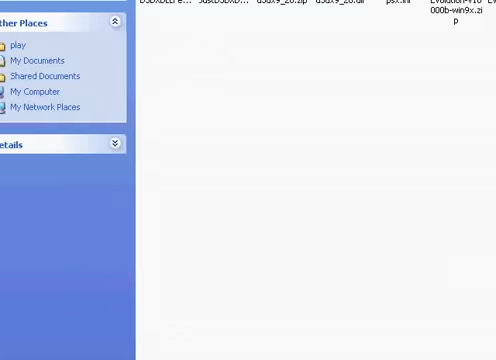 d3dx9_26.zip
d3dx9_26.dll
psx.ini
000b-win9x.zi
p
ther Places
play
My Documents
Shared Documents
My Computer
My Network Places
etails